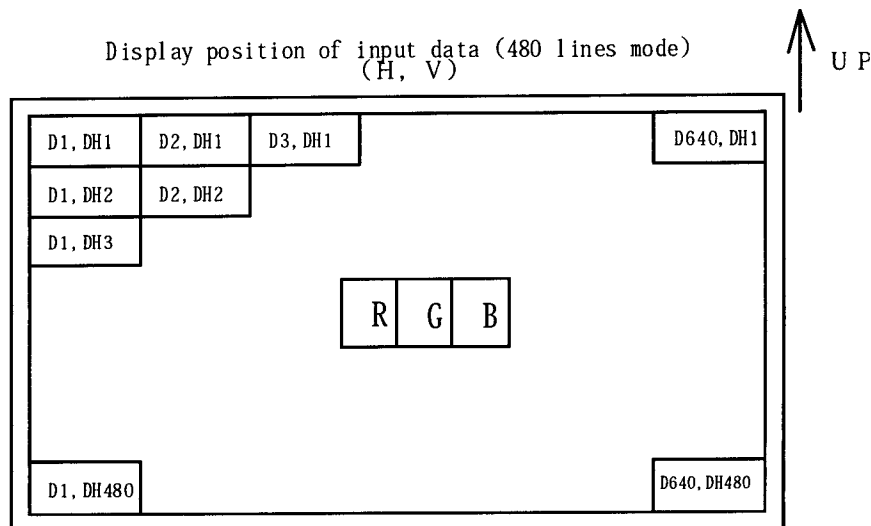 Display position of input data (480 lines mode)
(H, V)
UP
D1, DH1 D2, DH1 D3, DH1 D640, DH1
D1, DH2 D2, DH2
D1, DH3
R G B
D1, DH480 D640, DH480